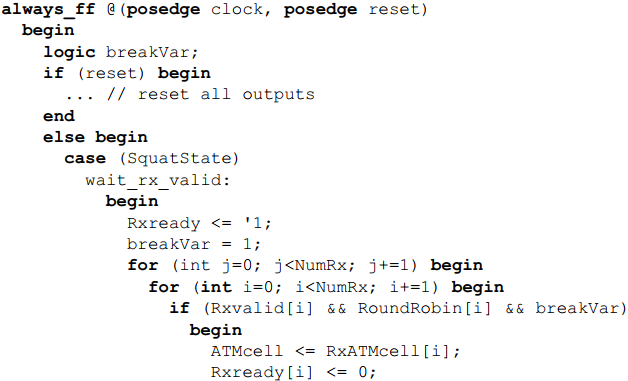 always_ff @(posedge clock, posedge reset)
  begin
    logic breakVar;
    if (reset) begin
      ... // reset all outputs
    end
    else begin
      case (SquatState)
        wait_rx_valid:
          begin
            Rxready <= '1;
            breakVar = 1;
            for (int j=0; j<NumRx; j+=1) begin
              for (int i=0; i<NumRx; i+=1) begin
                if (Rxvalid[i] && RoundRobin[i] && breakVar)
                  begin
                    ATMcell <= RxATMcell[i];
                    Rxready[i] <= 0;